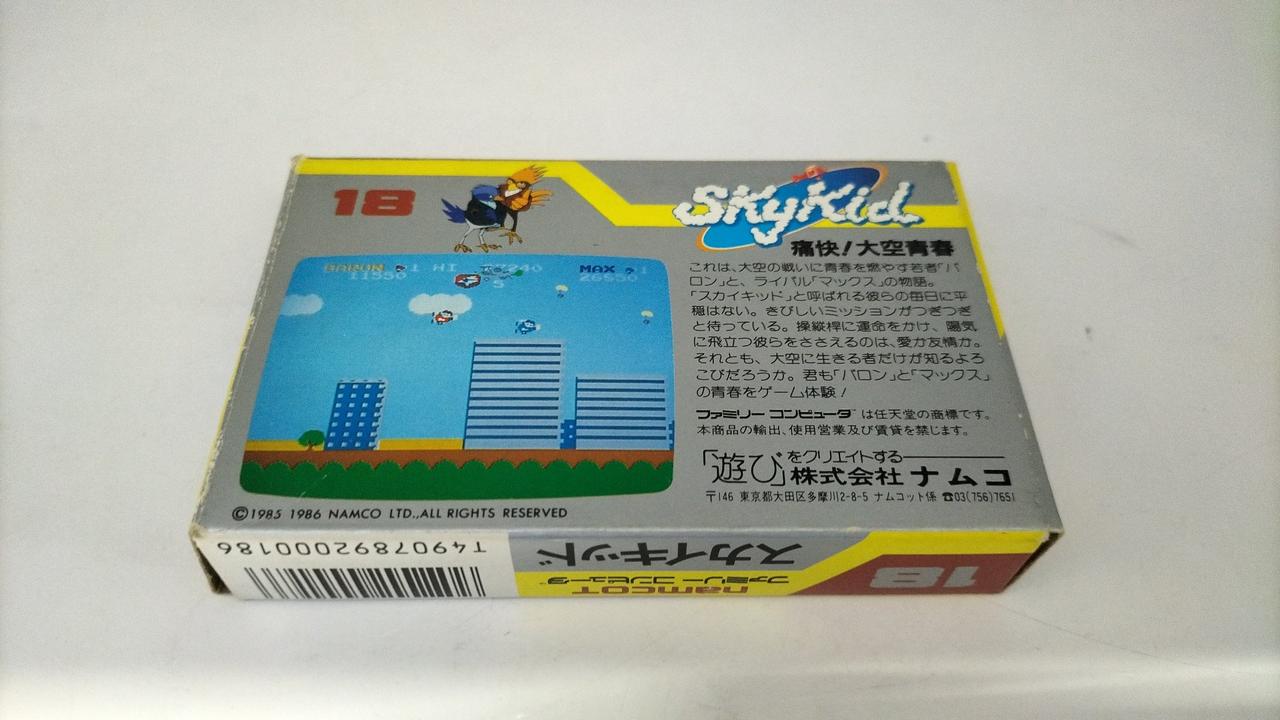 18
SkyKid
痛快!大空青春
これは、大空の戦いに青春を燃やす若者「バ
ロン」と、ライバル「マックス」の物語。
「スカイキッド」と呼ばれる彼らの毎日に平
穏はない。きびしいミッションがつぎつぎ
と待っている。操縦桿に運命をかけ、陽気
に飛立つ彼らをささえるのは、愛か友情か。
それとも、大空に生きる者だけが知るよろ
こびだろうか。君も「バロン」と「マックス」
の青春をゲーム体験!
ファミリー コンピュータ は任天堂の商標です。
本商品の輸出、使用営業及び賃貸を禁じます。
「遊び」をクリエイトする
株式会社ナムコ
〒146 東京都大田区多摩川2-8-5 ナムコット係 ☎03(756)7651
BARON HI
11550
MAX
26550
©1985 1986 NAMCO LTD.,ALL RIGHTS RESERVED
T4907892000186
スカイキッド
ファミリー コンピュータ
namcot
18